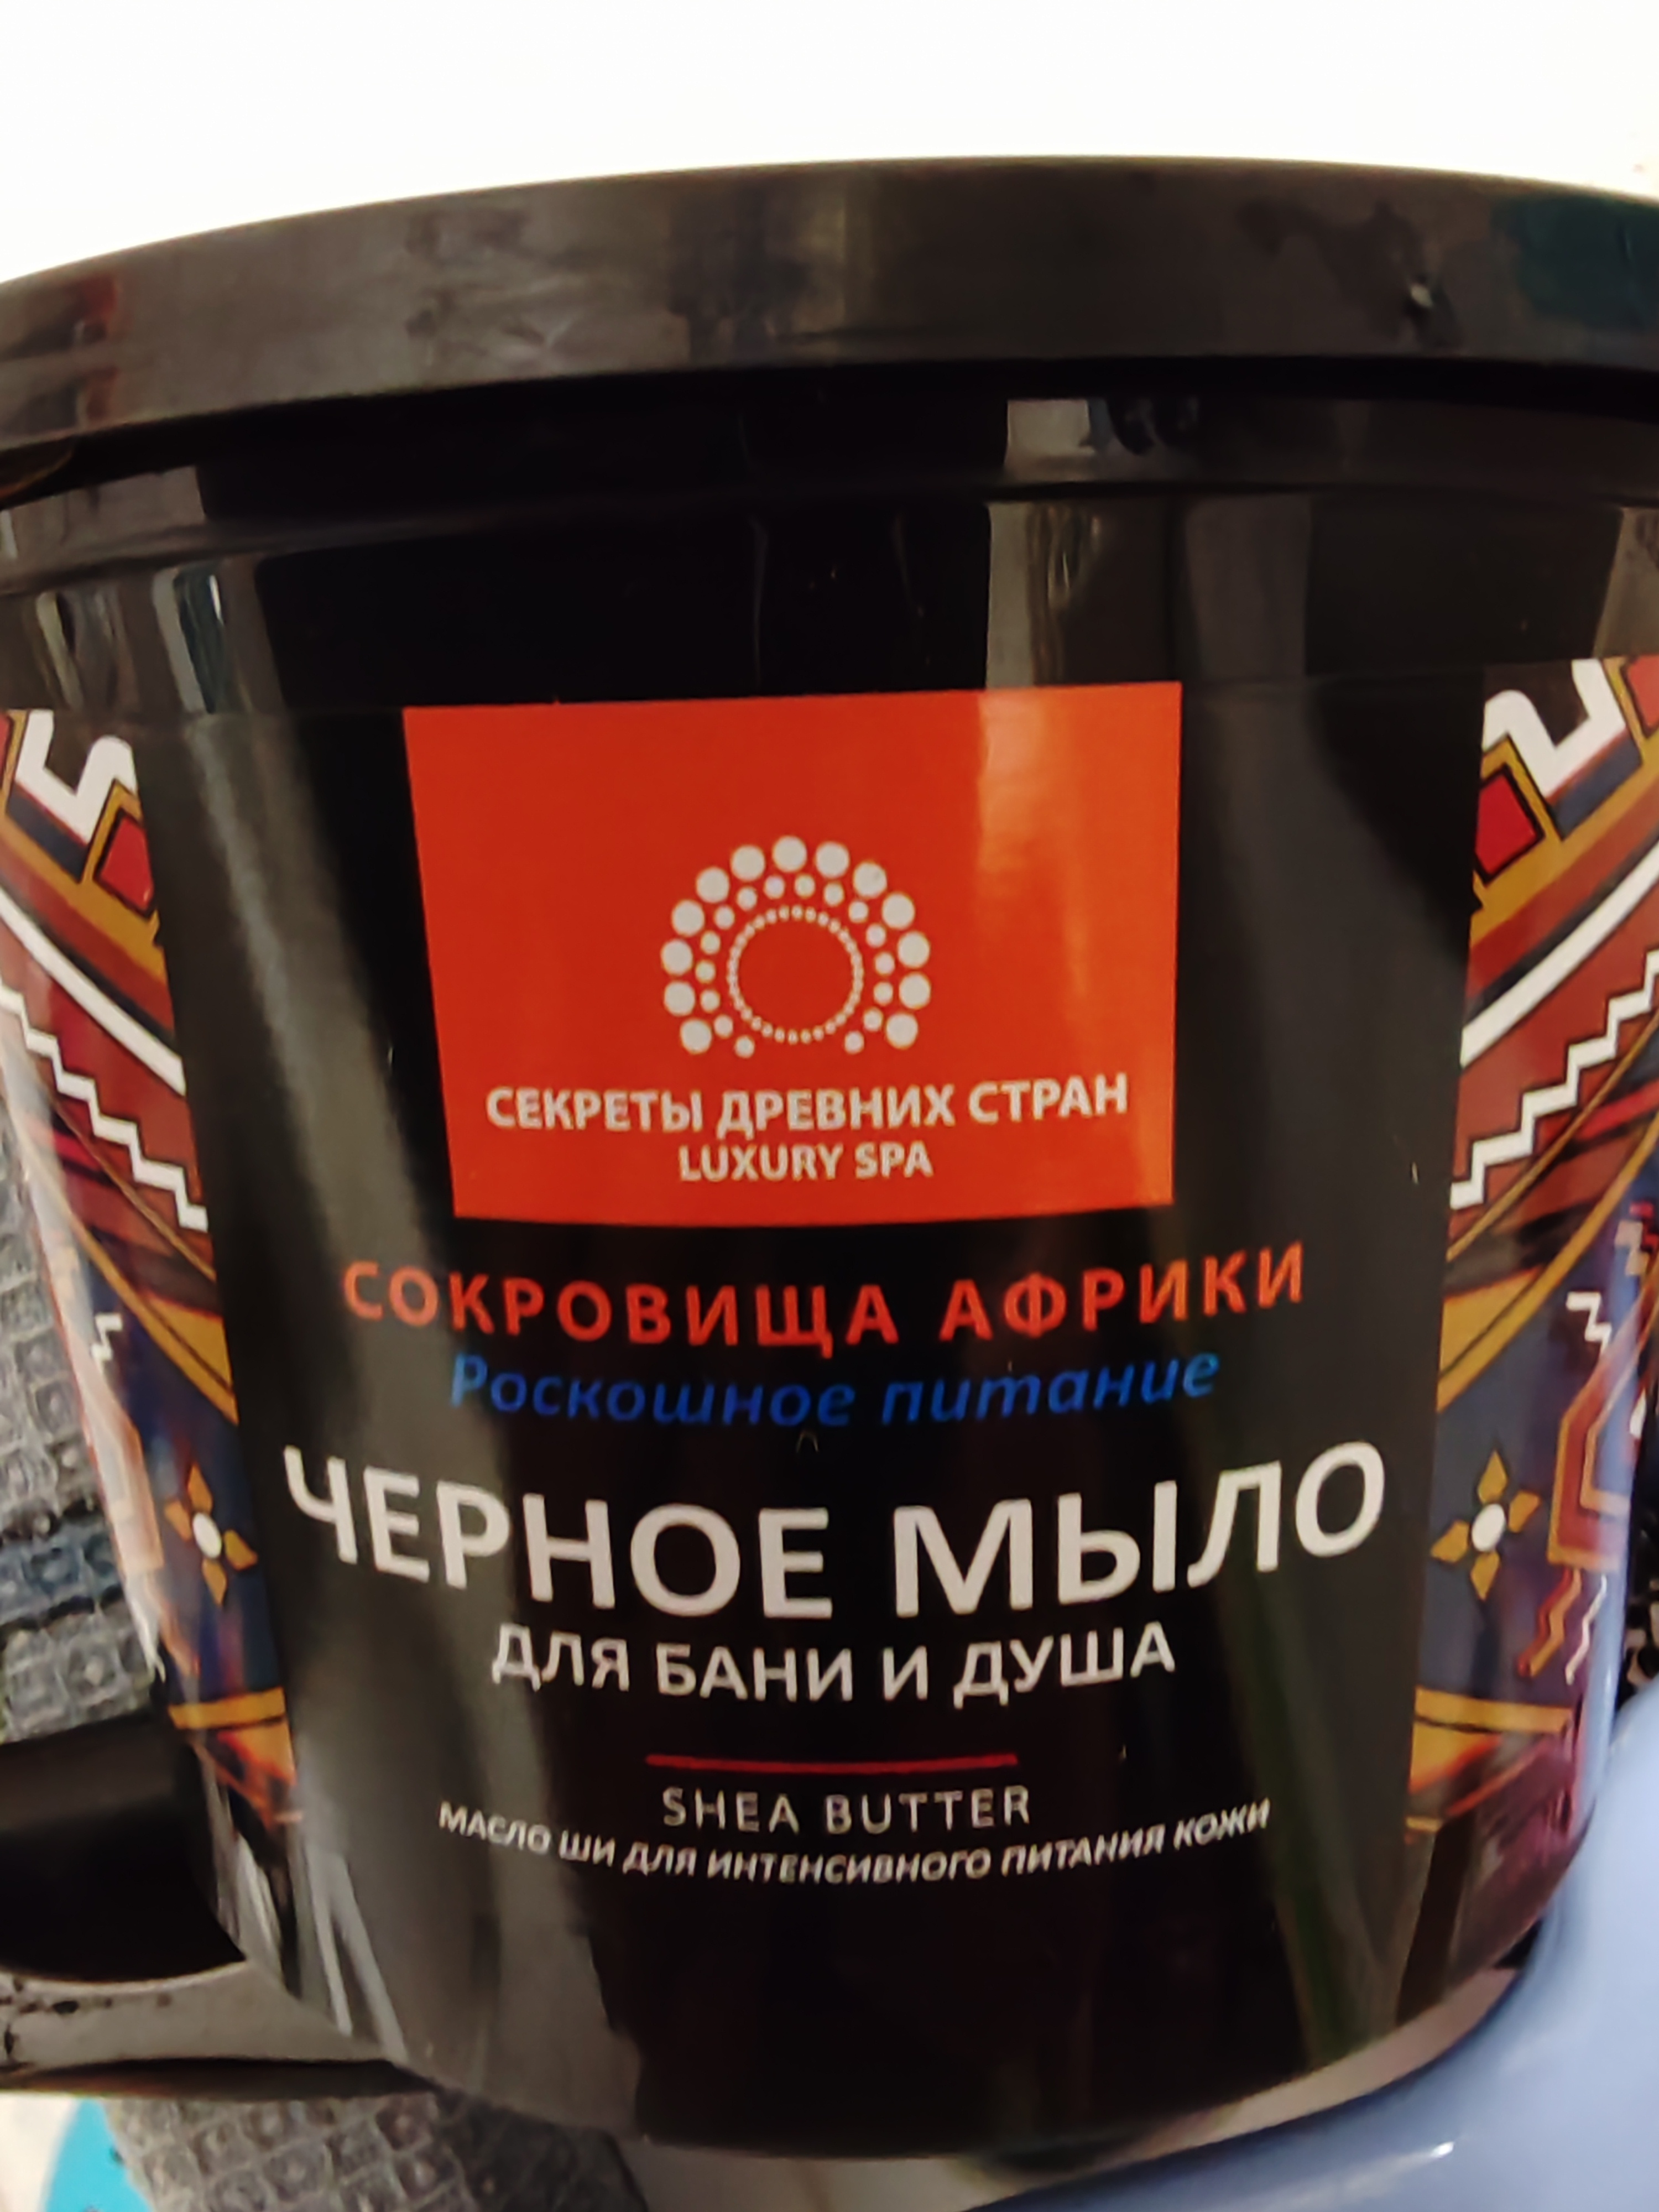 СЕКРЕТЫ ДРЕВНИХ СТРАН
LUXURY SPA
СОКРОВИЩА АФРИКИ
Роскошное питание
ЧЕРНОЕ МЫЛО
ДЛЯ БАНИ И ДУША
SHEA BUTTER
МАСЛО ШИ ДЛЯ ИНТЕНСИВНОГО ПИТАНИЯ КОЖИ